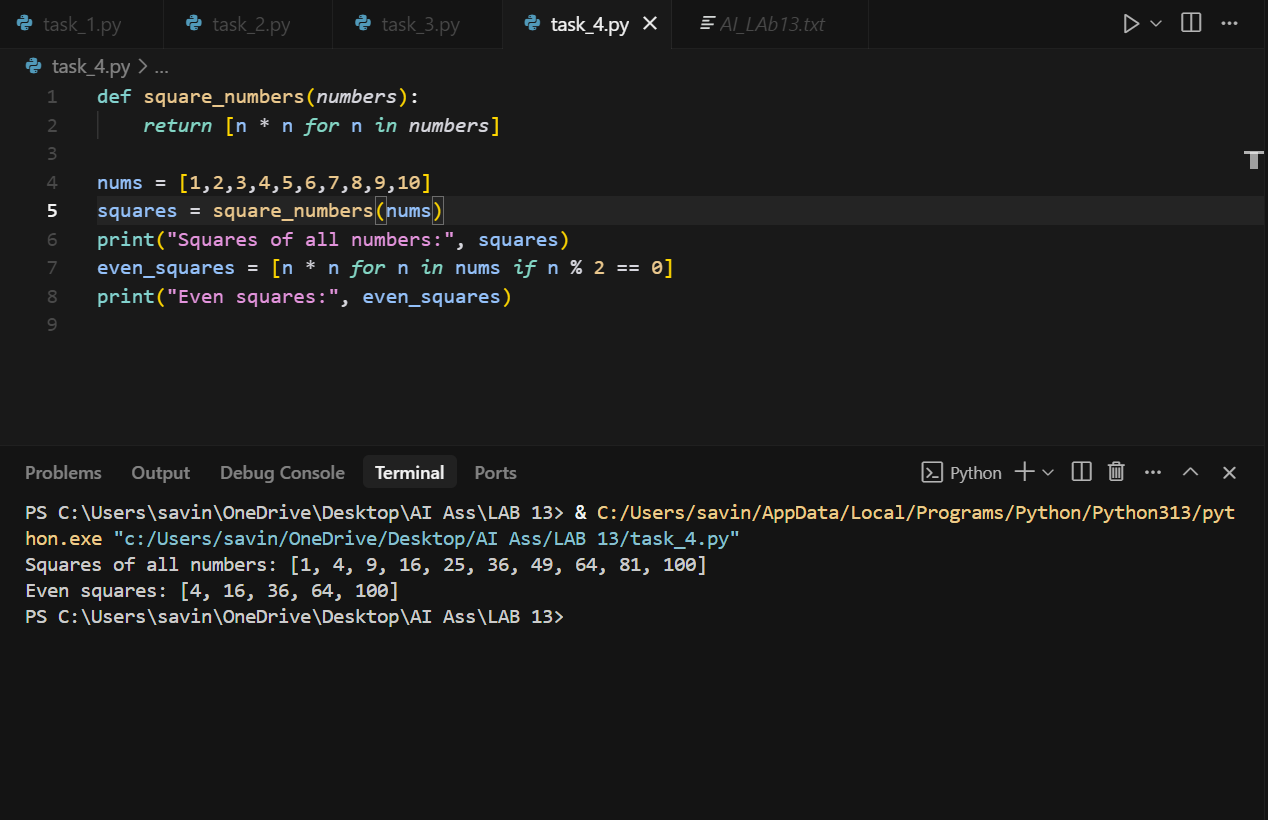 task_1.py task_2.py task_3.py task_4.py AI_LAb13.txt
task_4.py > ...
1 def square_numbers(numbers):
2     return [n * n for n in numbers]
3
4 nums = [1,2,3,4,5,6,7,8,9,10]
5 squares = square_numbers(nums)
6 print("Squares of all numbers:", squares)
7 even_squares = [n * n for n in nums if n % 2 == 0]
8 print("Even squares:", even_squares)
9
Problems Output Debug Console Terminal Ports Python
PS C:\Users\savin\OneDrive\Desktop\AI Ass\LAB 13> & C:/Users/savin/AppData/Local/Programs/Python/Python313/pyt
hon.exe "c:/Users/savin/OneDrive/Desktop/AI Ass/LAB 13/task_4.py"
Squares of all numbers: [1, 4, 9, 16, 25, 36, 49, 64, 81, 100]
Even squares: [4, 16, 36, 64, 100]
PS C:\Users\savin\OneDrive\Desktop\AI Ass\LAB 13>